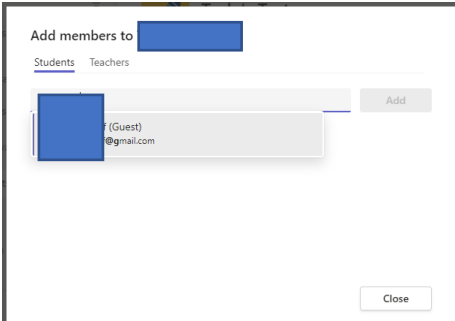 Add members to
Students Teachers
Add
f (Guest)
f@gmail.com
Close